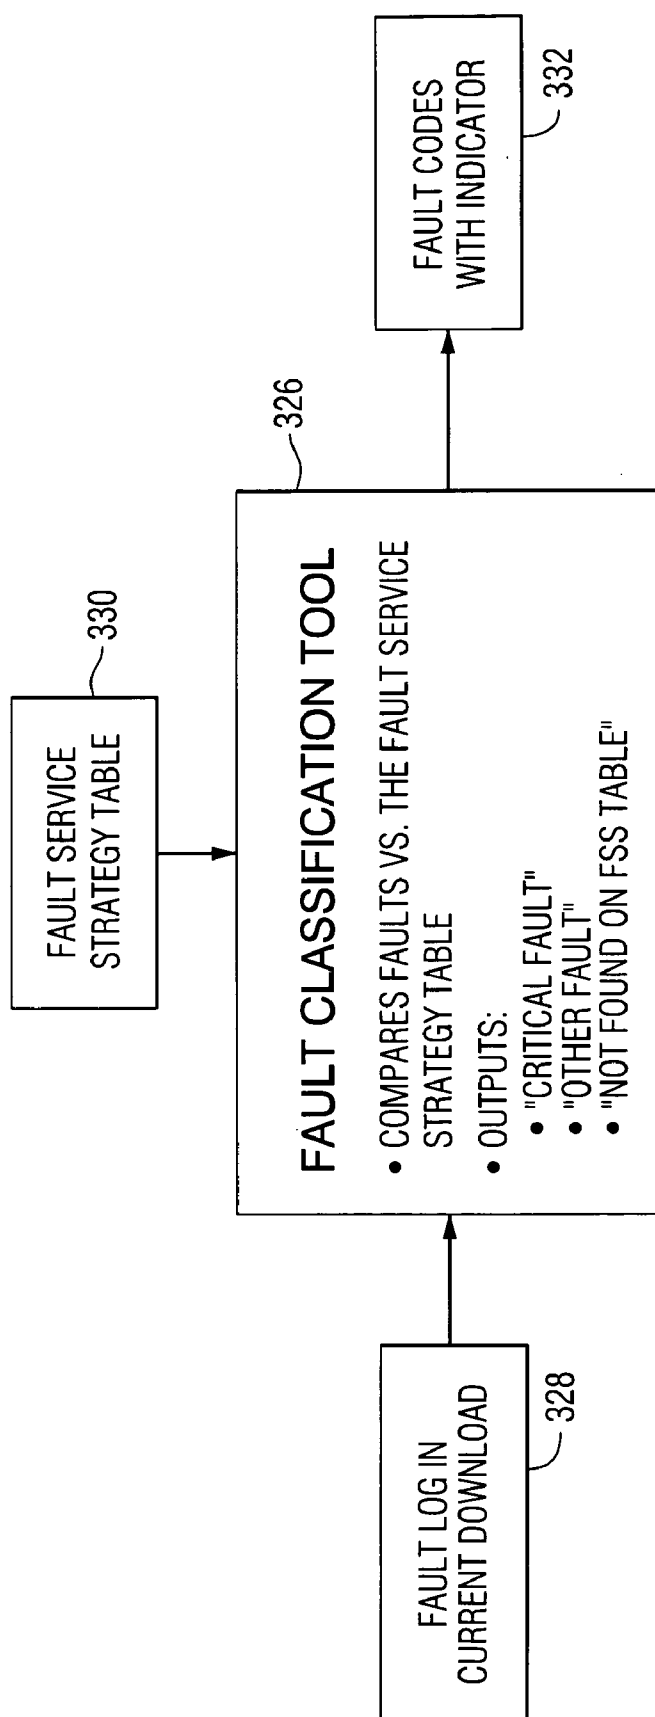 FAULT SERVICE
STRATEGY TABLE
330
FAULT LOG IN
CURRENT DOWNLOAD
328
326
FAULT CLASSIFICATION TOOL
• COMPARES FAULTS VS. THE FAULT SERVICE
STRATEGY TABLE
• OUTPUTS:
• "CRITICAL FAULT"
• "OTHER FAULT"
• "NOT FOUND ON FSS TABLE"
FAULT CODES
WITH INDICATOR
332